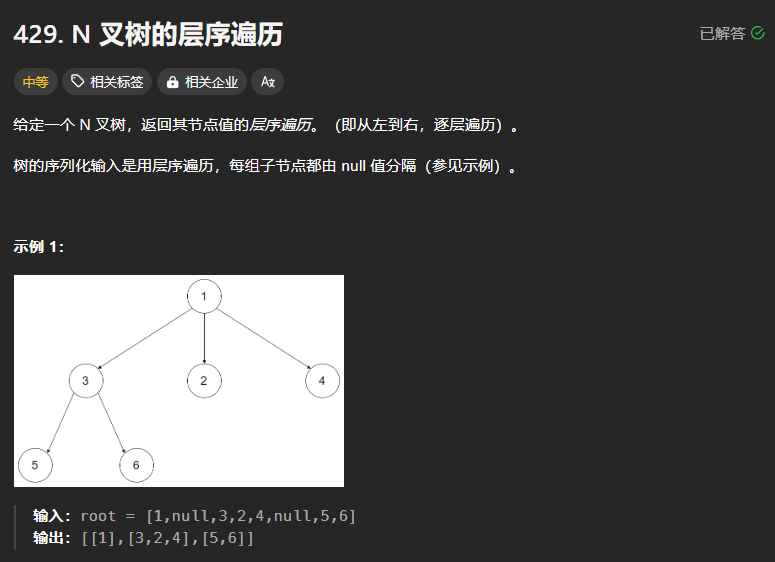 429. N 叉树的层序遍历
已解答
中等 相关标签 相关企业 Ax
给定一个 N 叉树，返回其节点值的层序遍历。（即从左到右，逐层遍历）。
树的序列化输入是用层序遍历，每组子节点都由 null 值分隔（参见示例）。
示例 1：
1
3 2 4
5 6
输入：root = [1,null,3,2,4,null,5,6]
输出：[[1],[3,2,4],[5,6]]